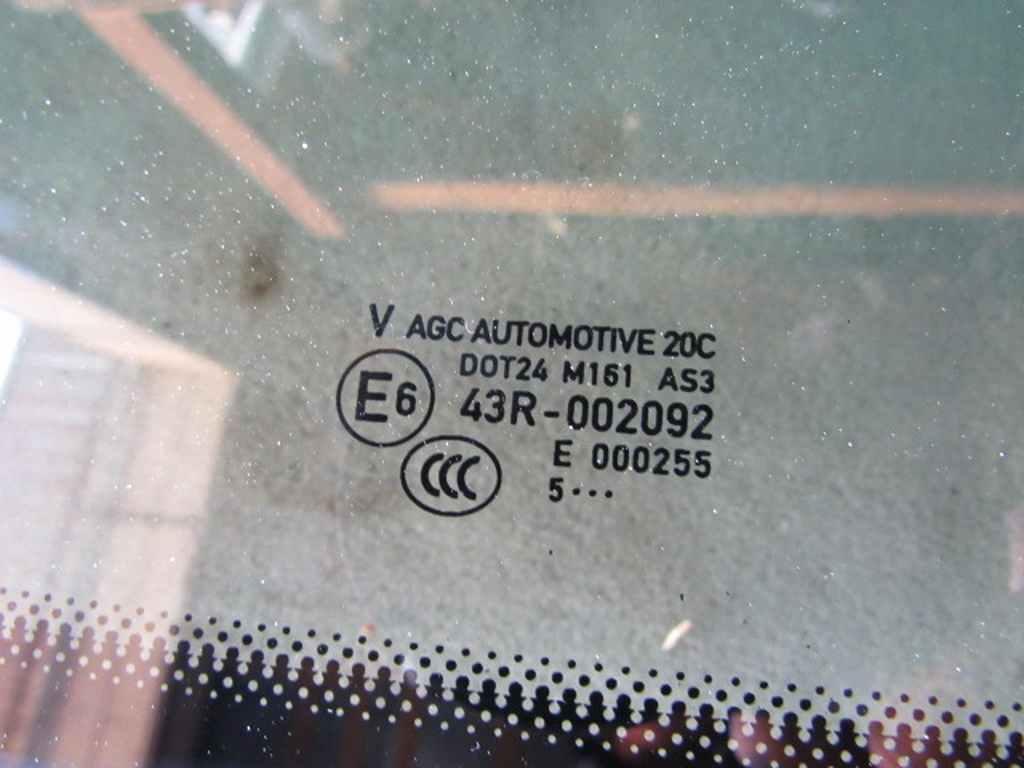 V AGC AUTOMOTIVE 20C
DOT24 M161 AS3
E6 43R-002092
CCC E 000255
5···